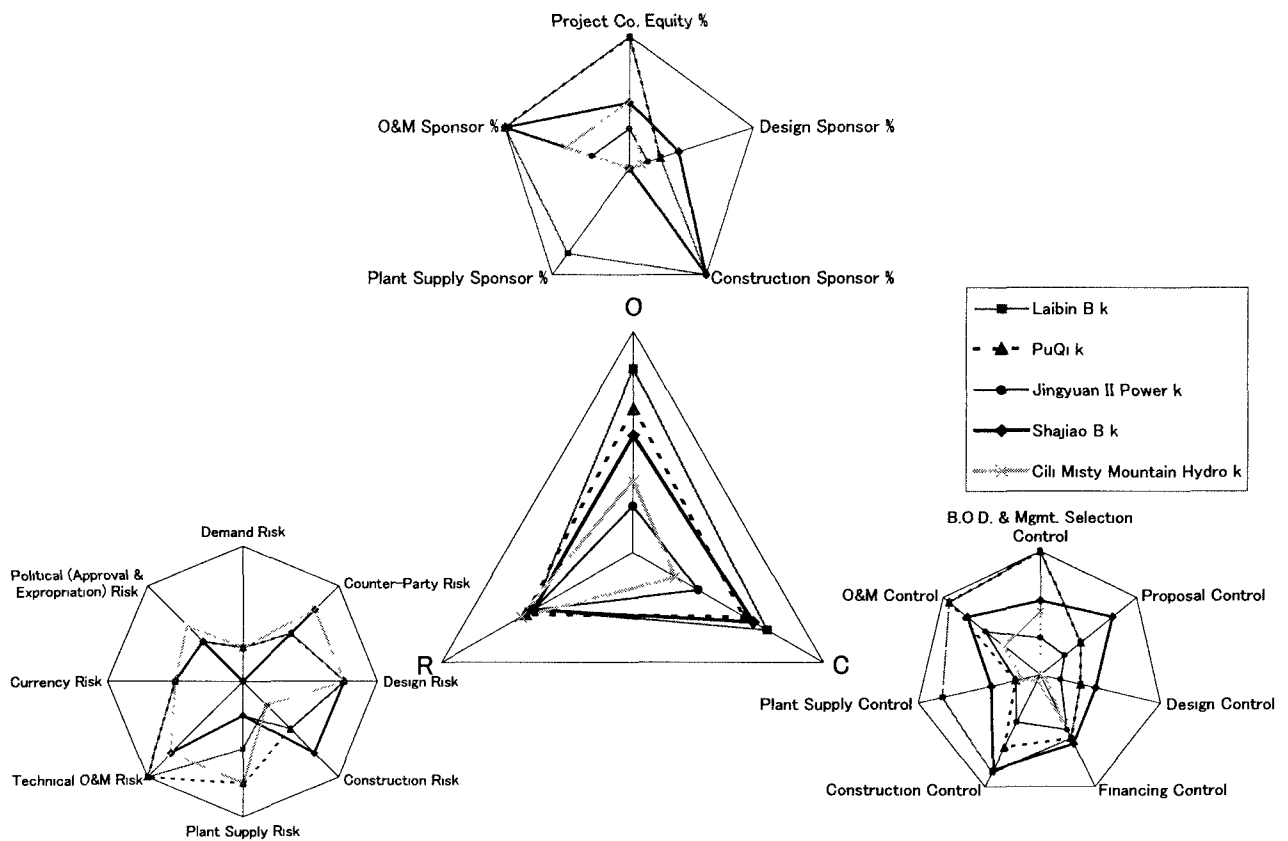 Project Co. Equity %
O&M Sponsor %
Design Sponsor %
Plant Supply Sponsor %
Construction Sponsor %
O
R
C
Laibin B k
PuQi k
Jingyuan II Power k
Shajiao B k
Cili Misty Mountain Hydro k
Demand Risk
Political (Approval &
Expropriation) Risk
Counter-Party Risk
Currency Risk
Design Risk
Technical O&M Risk
Construction Risk
Plant Supply Risk
B.O D. & Mgmt. Selection
Control
O&M Control
Proposal Control
Plant Supply Control
Design Control
Construction Control
Financing Control